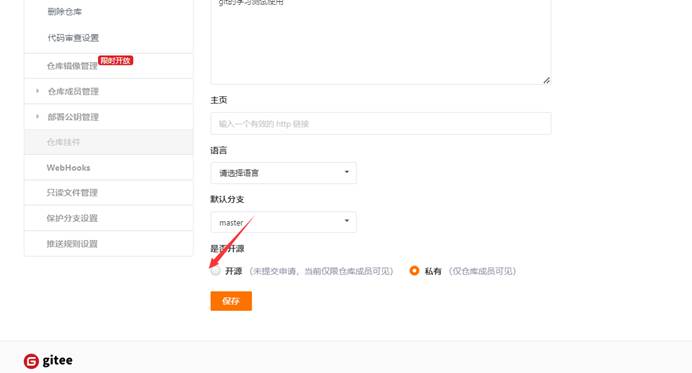 删除仓库
代码审查设置
仓库镜像管理 限时开放
仓库成员管理
部署公钥管理
仓库挂件
WebHooks
只读文件管理
保护分支设置
推送规则设置
git的学习测试使用
主页
输入一个有效的 http 链接
语言
请选择语言
默认分支
master
是否开源
开源 （未提交申请，当前仅限仓库成员可见） 私有 （仅仓库成员可见）
保存
gitee